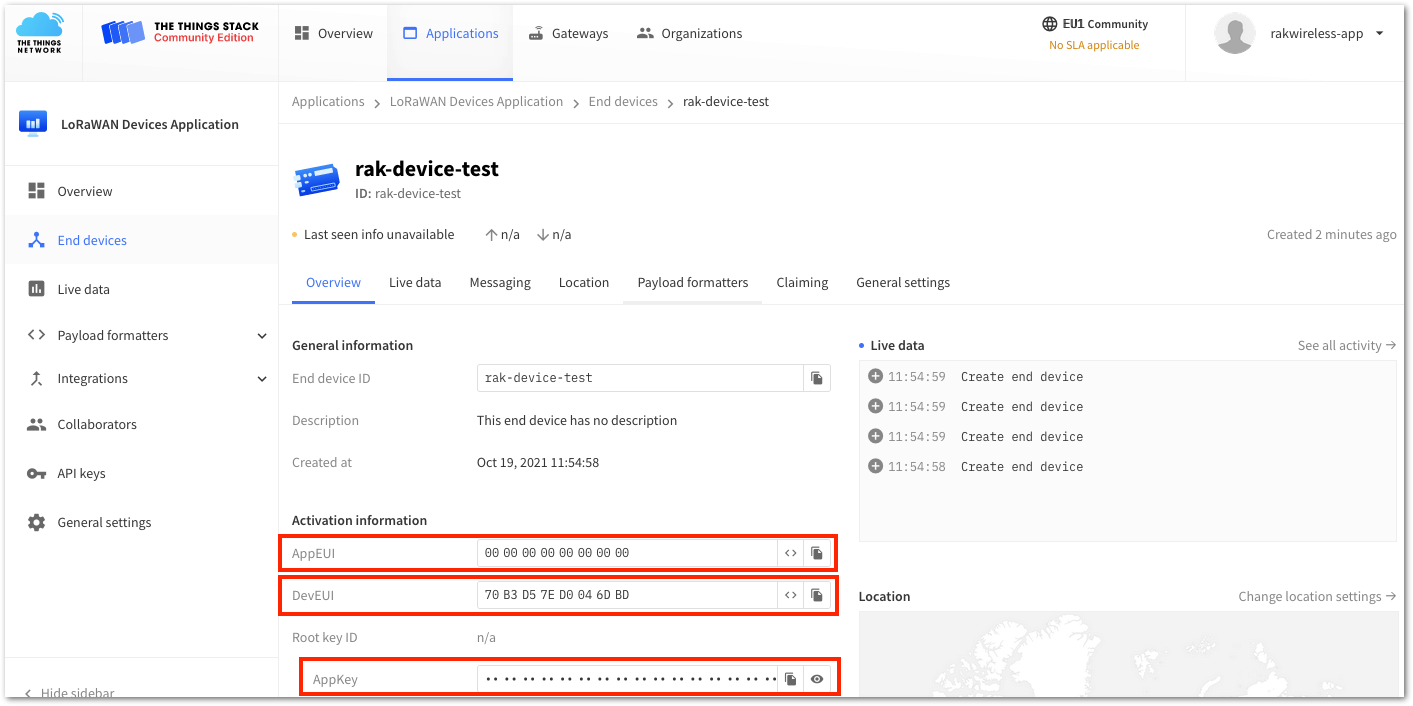 THE THINGS NETWORK
THE THINGS STACK
Community Edition
Overview
Applications
Gateways
Organizations
EU1 Community
No SLA applicable
rakwireless-app
LoRaWAN Devices Application
Overview
End devices
Live data
Payload formatters
Integrations
Collaborators
API keys
General settings
Hide sidebar
Applications > LoRaWAN Devices Application > End devices > rak-device-test
rak-device-test
ID: rak-device-test
Last seen info unavailable ↑ n/a ↓ n/a
Created 2 minutes ago
Overview Live data Messaging Location Payload formatters Claiming General settings
General information
End device ID rak-device-test
Description This end device has no description
Created at Oct 19, 2021 11:54:58
Activation information
AppEUI 00 00 00 00 00 00 00 00
DevEUI 70 B3 D5 7E D0 04 6D BD
Root key ID n/a
AppKey •• •• •• •• •• •• •• •• •• •• •• •• •• •• •• ••
Live data
See all activity →
11:54:59 Create end device
11:54:59 Create end device
11:54:59 Create end device
11:54:58 Create end device
Location
Change location settings →